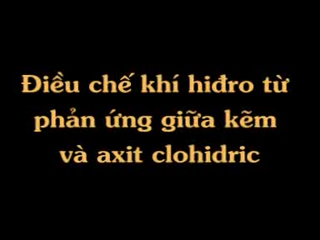 Điều chế khí hiđro từ
phản ứng giữa kẽm
và axit clohidric